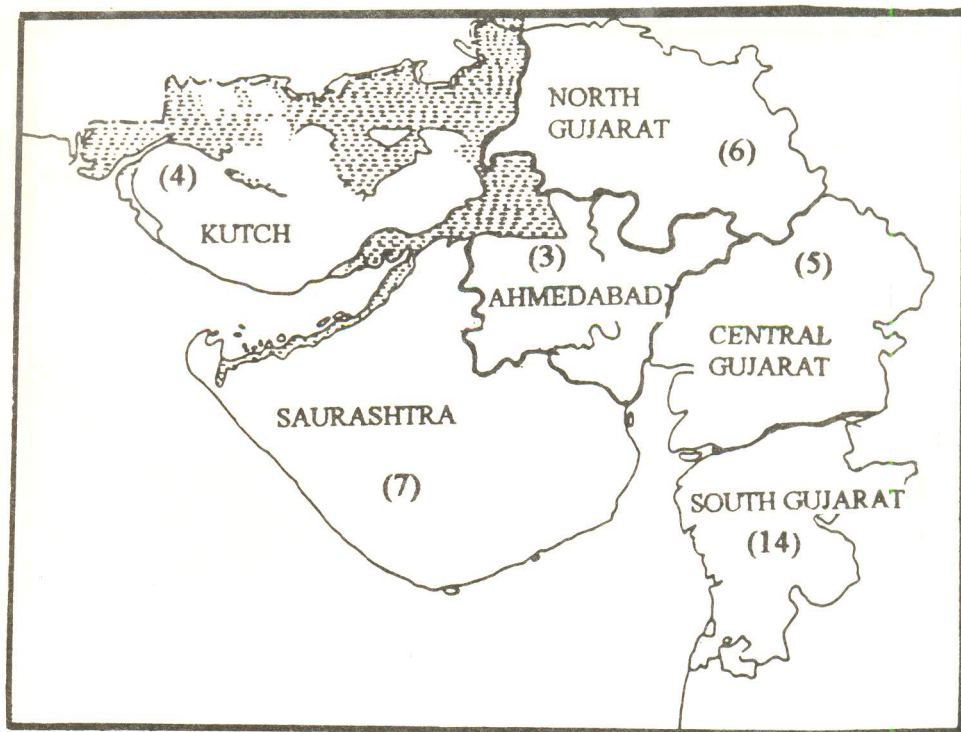 NORTH
GUJARAT
(6)
(4)
KUTCH
(3)
AHMEDABAD
(5)
CENTRAL
GUJARAT
SAURASHTRA
(7)
SOUTH GUJARAT
(14)